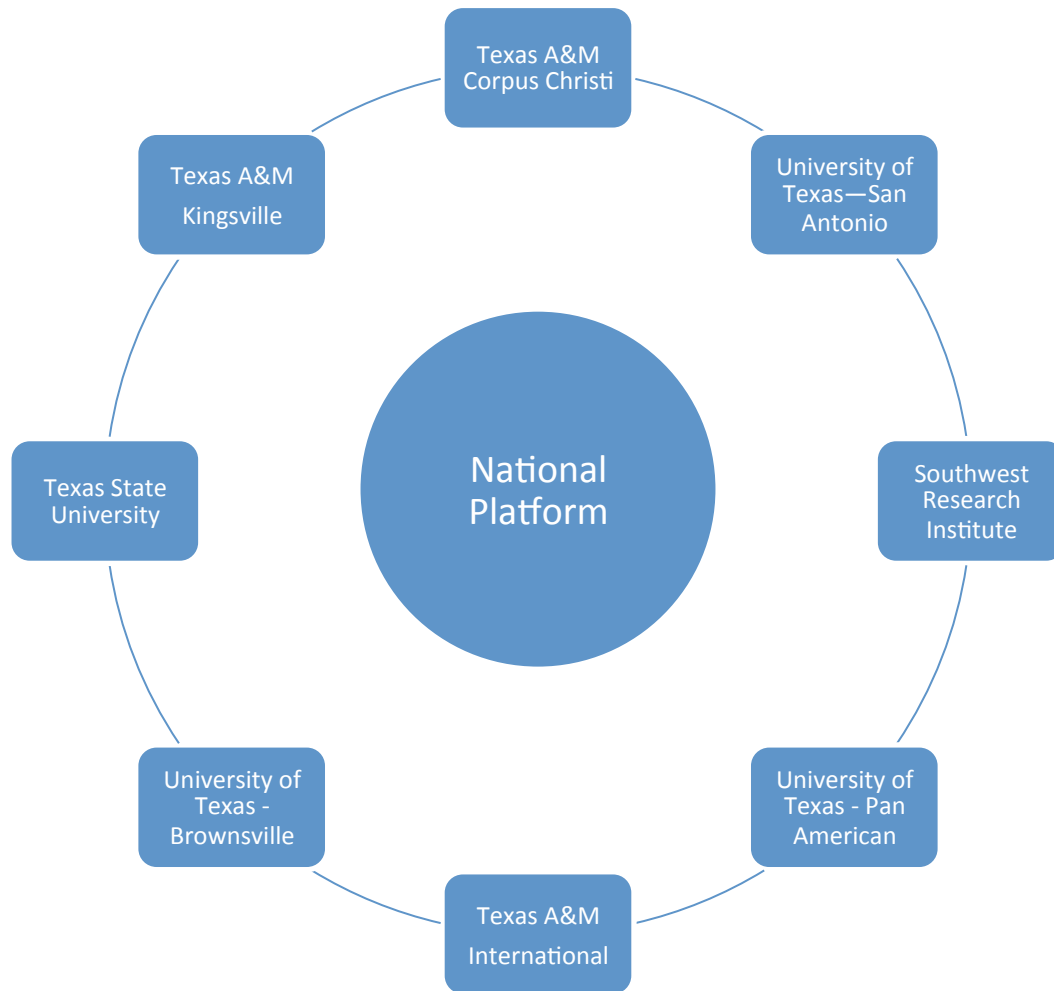 Texas A&M
Corpus Christi
University of
Texas—San
Antonio
Southwest
Research
Institute
University of
Texas - Pan
American
Texas A&M
International
University of
Texas -
Brownsville
Texas State
University
Texas A&M
Kingsville
National
Platform